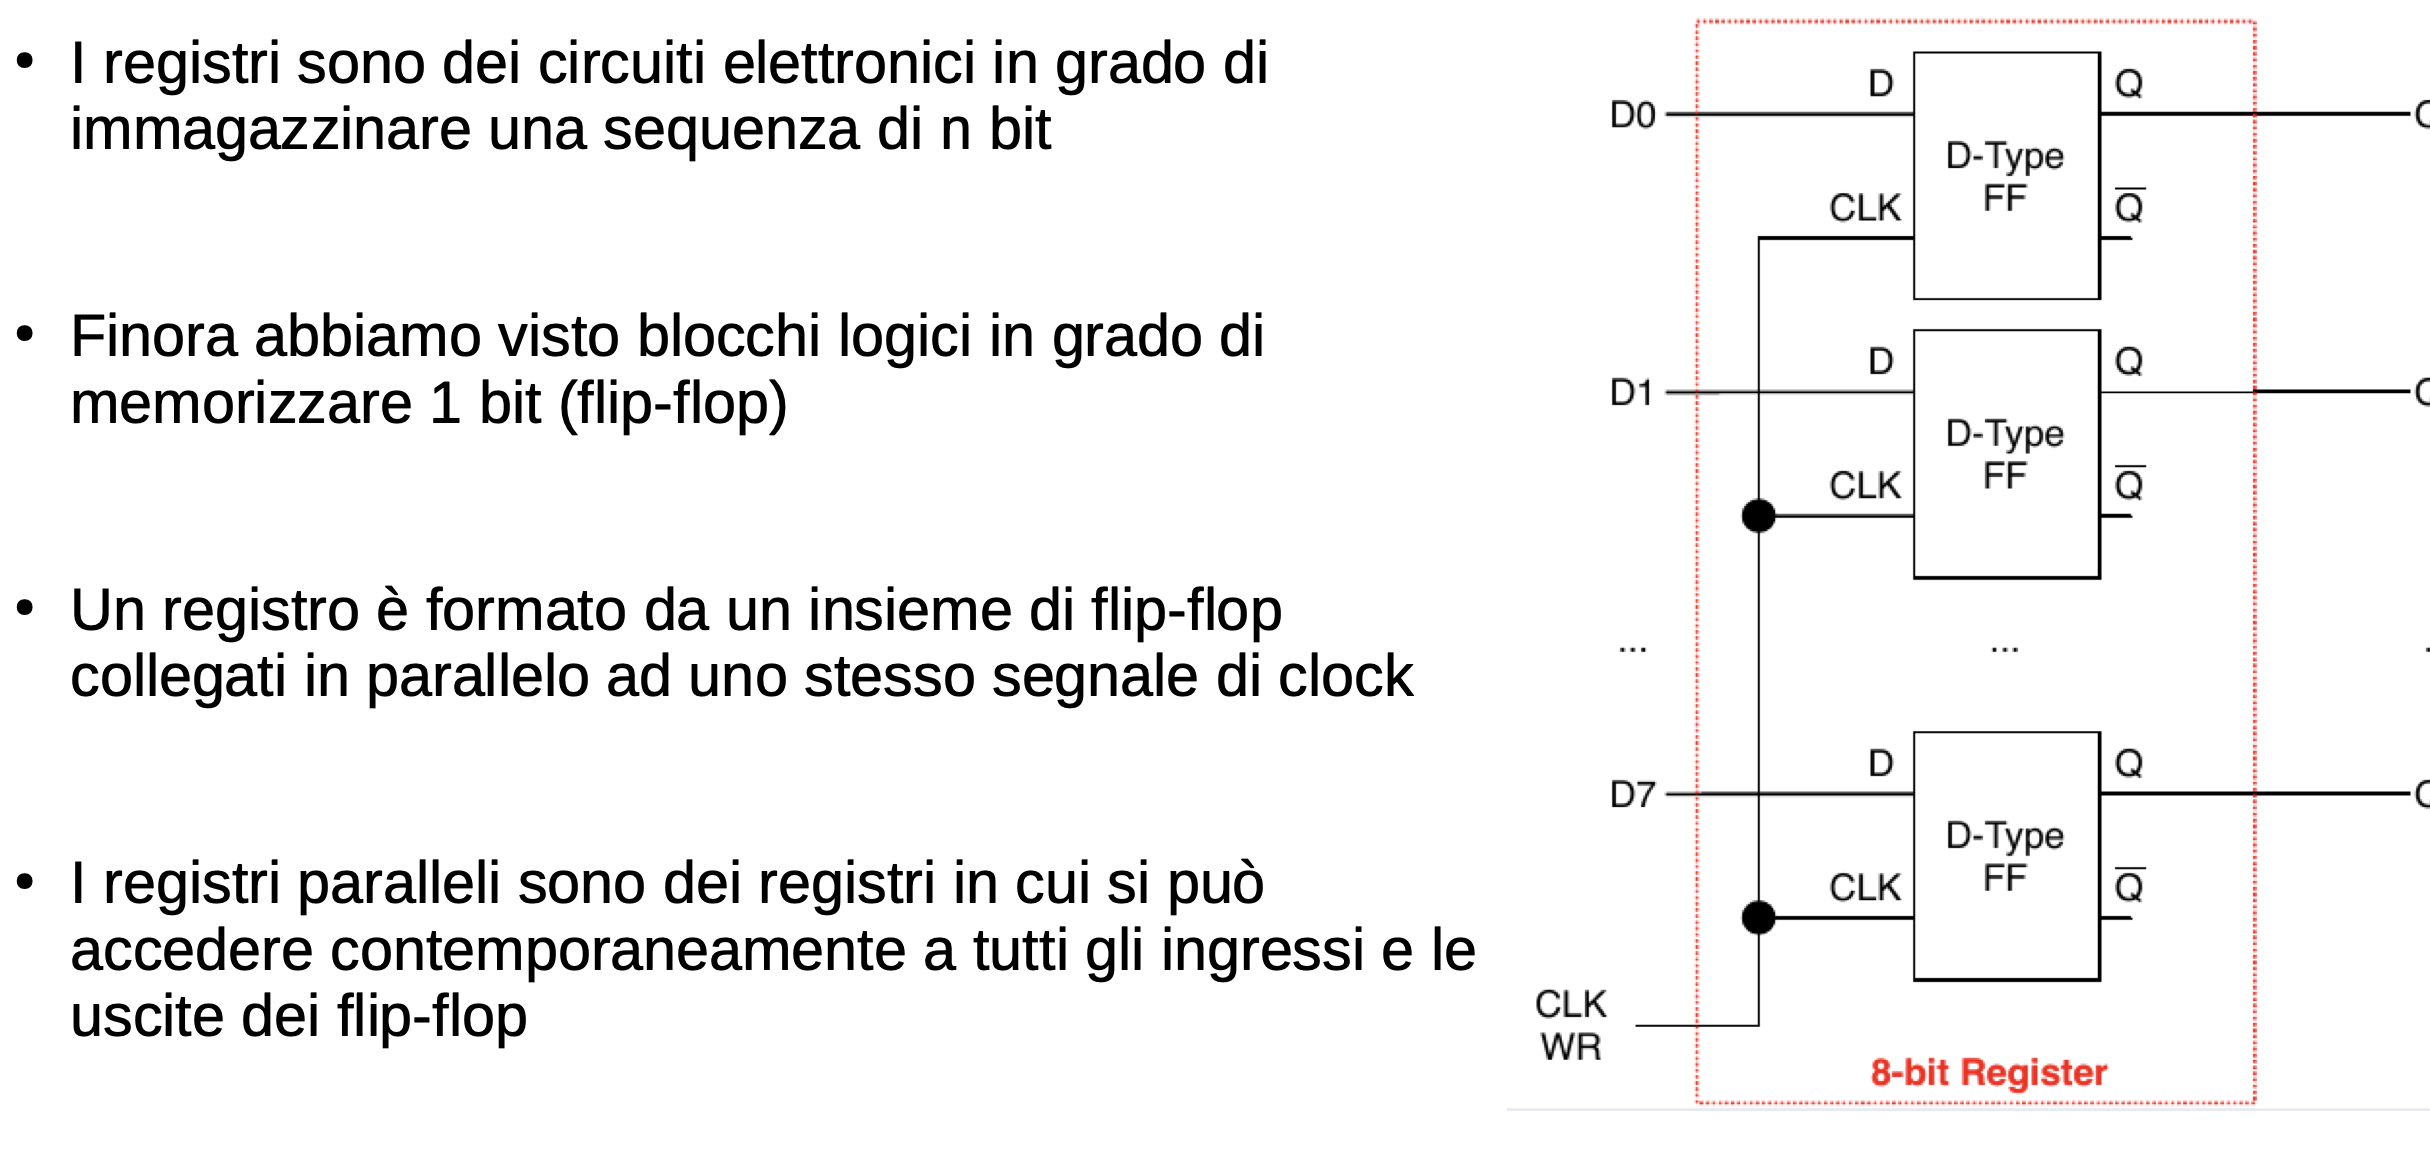 • I registri sono dei circuiti elettronici in grado di
immagazzinare una sequenza di n bit
• Finora abbiamo visto blocchi logici in grado di
memorizzare 1 bit (flip-flop)
• Un registro è formato da un insieme di flip-flop
collegati in parallelo ad uno stesso segnale di clock
• I registri paralleli sono dei registri in cui si può
accedere contemporaneamente a tutti gli ingressi e le
uscite dei flip-flop
D Q
D0
D-Type
FF
CLK Q̅
D Q
D1
D-Type
FF
CLK Q̅
... ...
D Q
D7
D-Type
FF
CLK Q̅
CLK
WR
8-bit Register